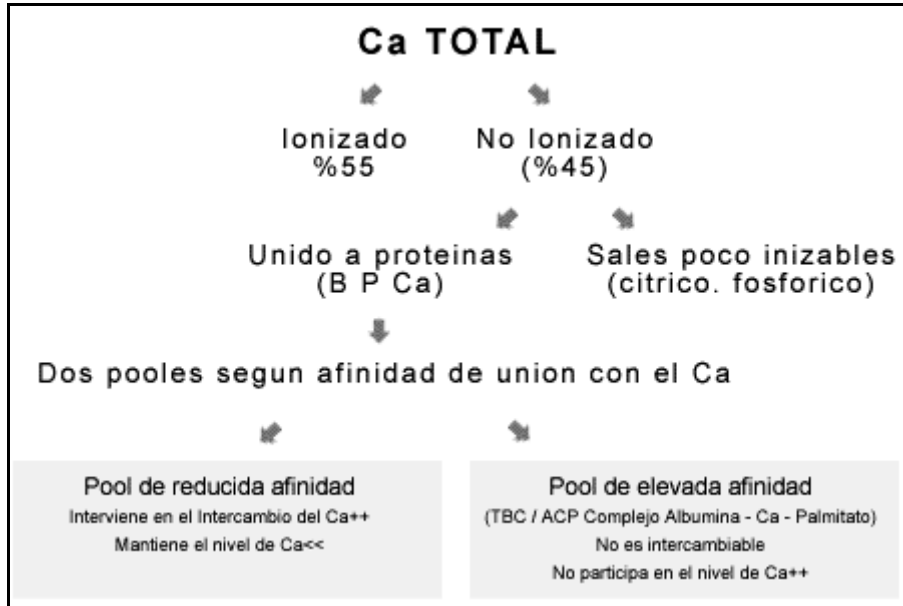 Ca TOTAL
Ionizado
%55
No Ionizado
(%45)
Unido a proteinas
(B P Ca)
Sales poco inizables
(citrico. fosforico)
Dos pooles segun afinidad de union con el Ca
Pool de reducida afinidad
Interviene en el Intercambio del Ca++
Mantiene el nivel de Ca<<
Pool de elevada afinidad
(TBC / ACP Complejo Albumina - Ca - Palmitato)
No es intercambiable
No participa en el nivel de Ca++